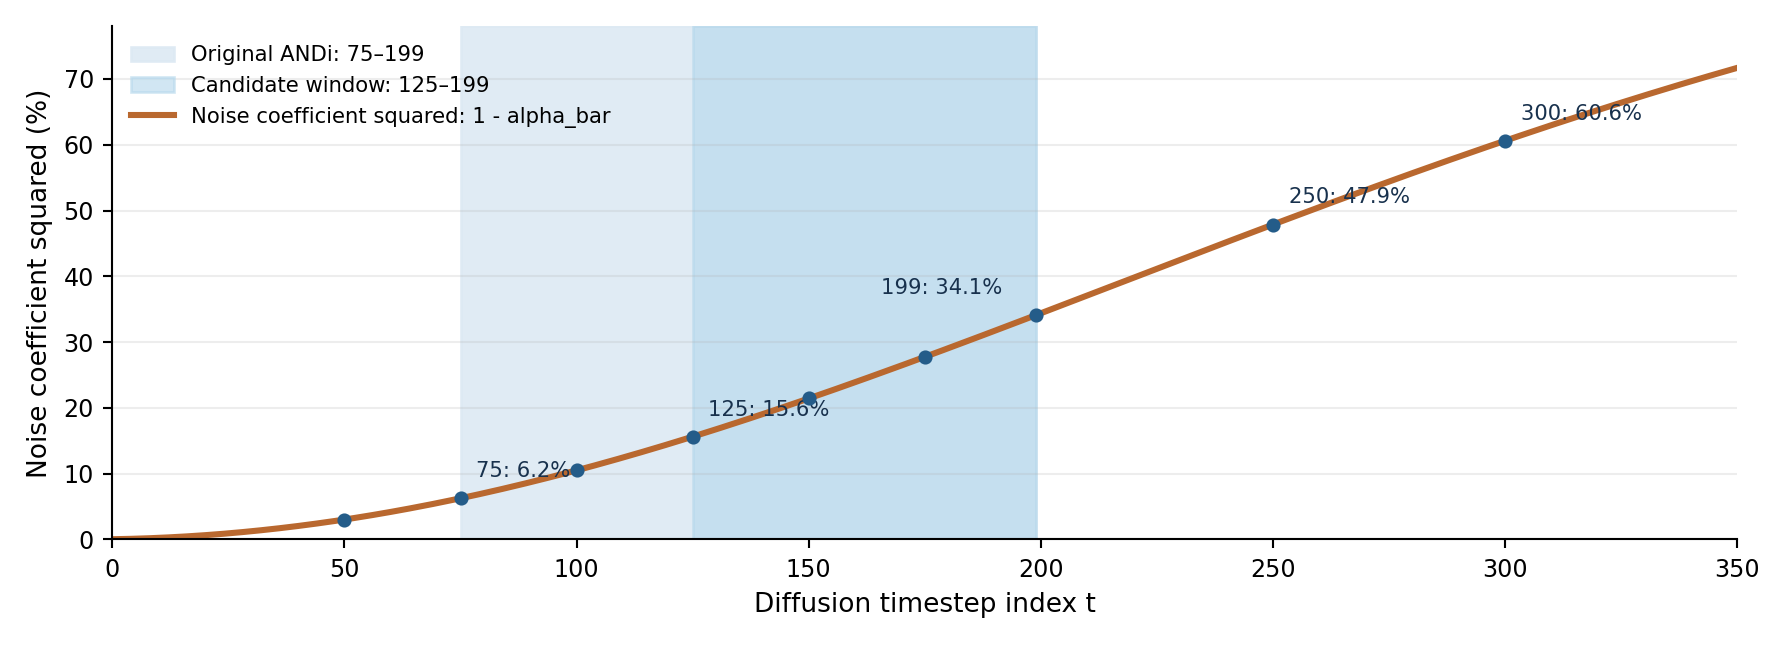 Original ANDi: 75–199
Candidate window: 125–199
Noise coefficient squared: 1 - alpha_bar
Noise coefficient squared (%)
70
60
50
40
30
20
10
0
300: 60.6%
250: 47.9%
199: 34.1%
125: 15.6%
75: 6.2%
0 50 100 150 200 250 300 350
Diffusion timestep index t